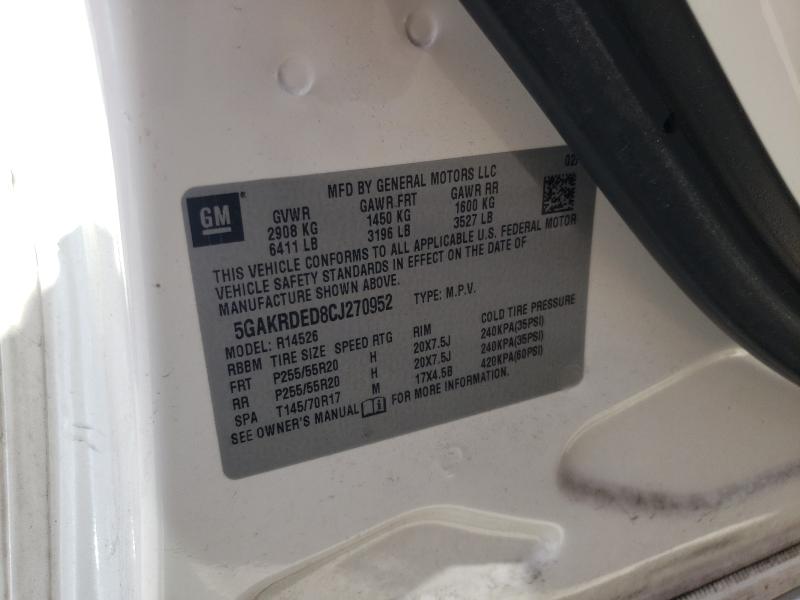 MFD BY GENERAL MOTORS LLC
02/
GM
GVWR GAWR FRT GAWR RR
2908 KG 1450 KG 1600 KG
6411 LB 3196 LB 3527 LB
THIS VEHICLE CONFORMS TO ALL APPLICABLE U.S. FEDERAL MOTOR
VEHICLE SAFETY STANDARDS IN EFFECT ON THE DATE OF
MANUFACTURE SHOWN ABOVE.
5GAKRDED8CJ270952 TYPE: M.P.V.
MODEL: R14526
RBBM TIRE SIZE SPEED RTG RIM COLD TIRE PRESSURE
FRT P255/55R20 H 20X7.5J 240KPA(35PSI)
RR P255/55R20 H 20X7.5J 240KPA(35PSI)
SPA T145/70R17 M 17X4.5B 420KPA(60PSI)
SEE OWNER'S MANUAL FOR MORE INFORMATION.